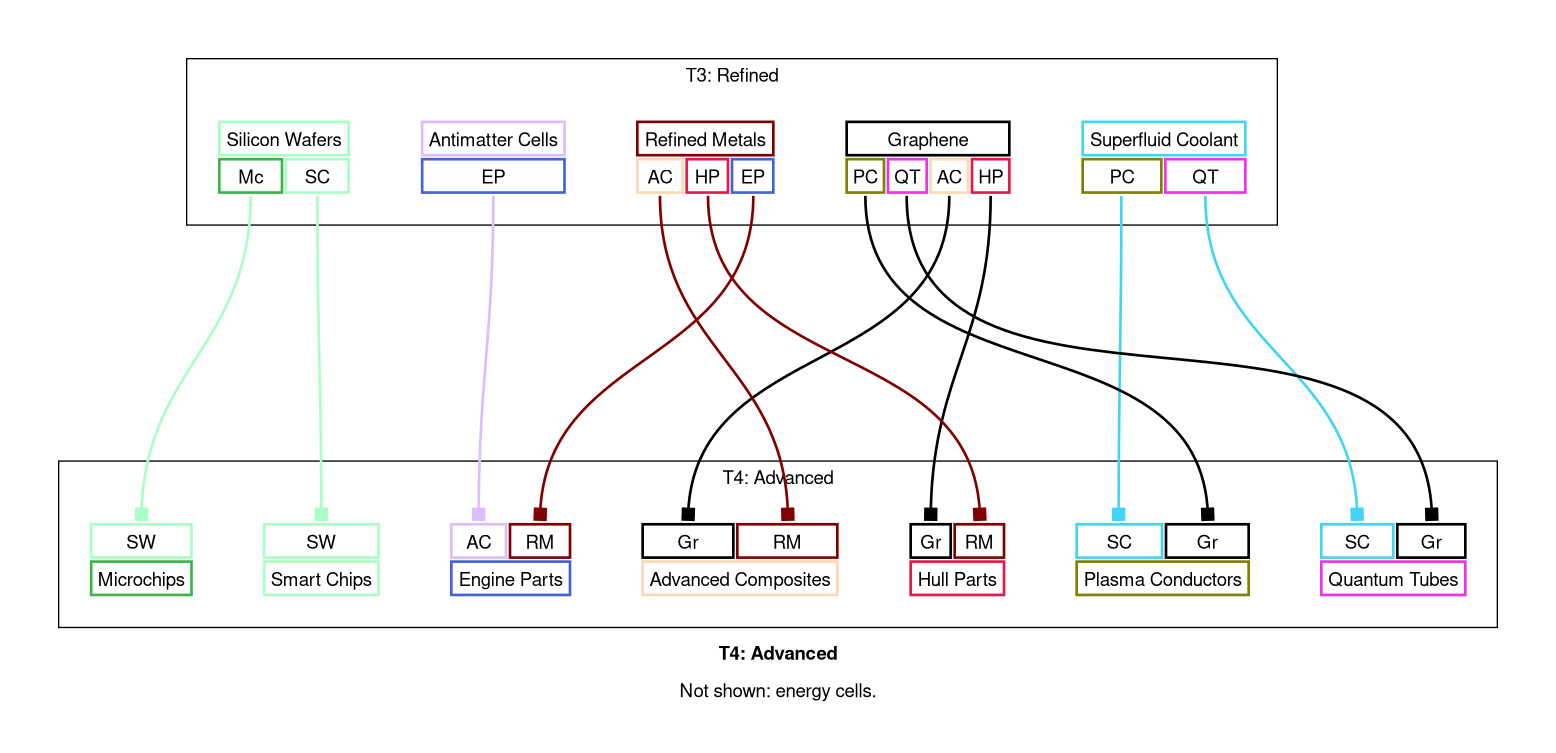 T3: Refined
Silicon Wafers Antimatter Cells Refined Metals Graphene Superfluid Coolant
Mc SC EP AC HP EP PC QT AC HP PC QT
T4: Advanced
SW SW AC RM Gr RM Gr RM SC Gr SC Gr
Microchips Smart Chips Engine Parts Advanced Composites Hull Parts Plasma Conductors Quantum Tubes
T4: Advanced
Not shown: energy cells.